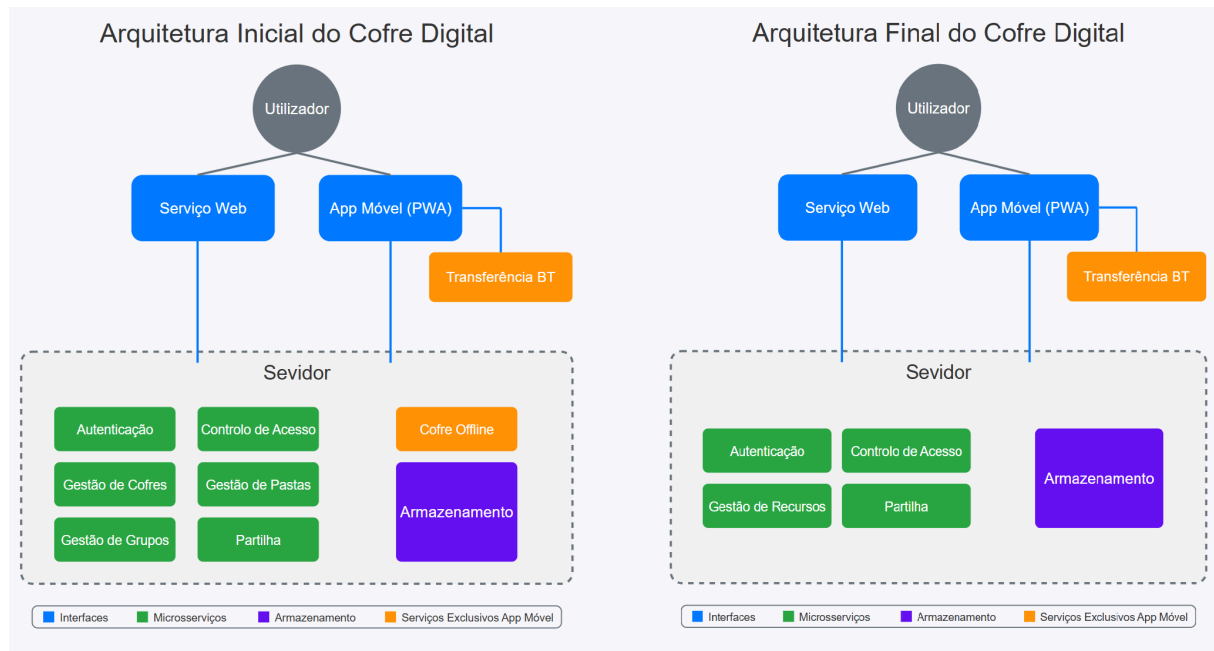 Arquitetura Inicial do Cofre Digital
Utilizador
Serviço Web
App Móvel (PWA)
Transferência BT
Sevidor
Autenticação
Controlo de Acesso
Cofre Offline
Gestão de Cofres
Gestão de Pastas
Armazenamento
Gestão de Grupos
Partilha
Interfaces
Microsserviços
Armazenamento
Serviços Exclusivos App Móvel
Arquitetura Final do Cofre Digital
Utilizador
Serviço Web
App Móvel (PWA)
Transferência BT
Sevidor
Autenticação
Controlo de Acesso
Armazenamento
Gestão de Recursos
Partilha
Interfaces
Microsserviços
Armazenamento
Serviços Exclusivos App Móvel